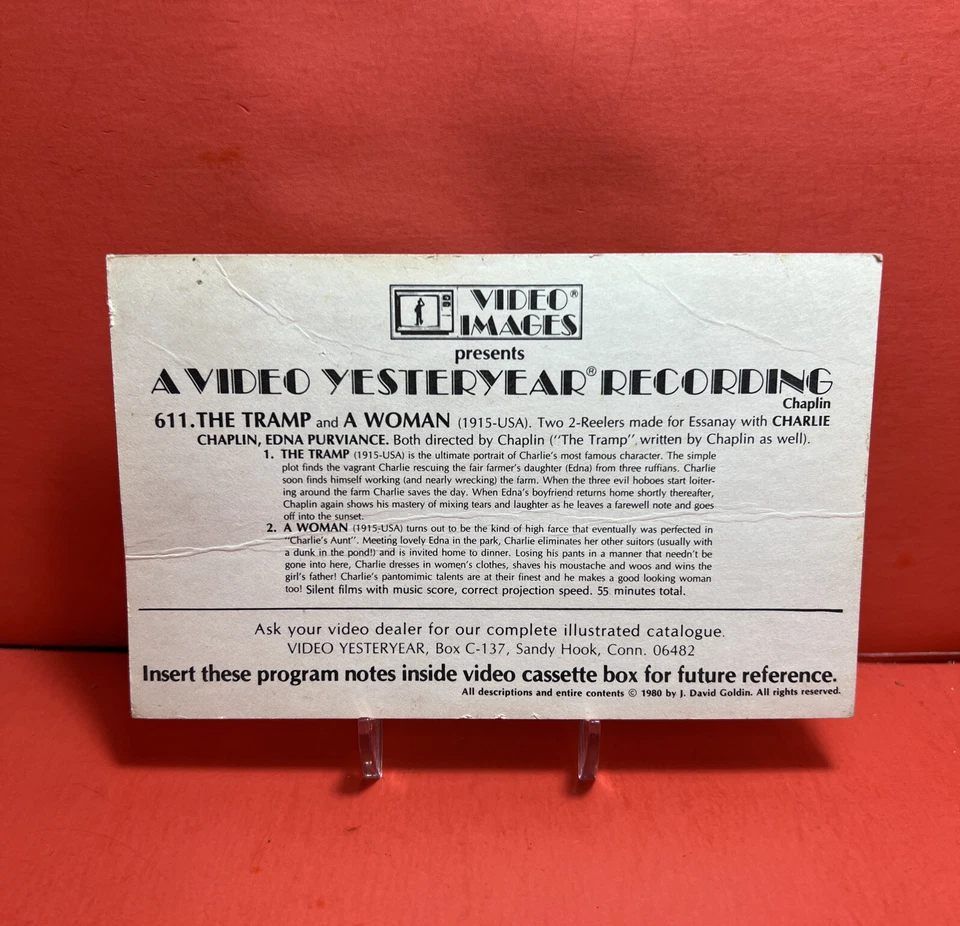 VIDEO®
IMAGES
presents
A VIDEO YESTERYEAR® RECORDING
Chaplin
611. THE TRAMP and A WOMAN (1915-USA). Two 2-Reelers made for Essanay with CHARLIE
CHAPLIN, EDNA PURVIANCE. Both directed by Chaplin ("The Tramp" written by Chaplin as well).
1. THE TRAMP (1915-USA) is the ultimate portrait of Charlie's most famous character. The simple
plot finds the vagrant Charlie rescuing the fair farmer's daughter (Edna) from three ruffians. Charlie
soon finds himself working (and nearly wrecking) the farm. When the three evil hoboes start loiter-
ing around the farm Charlie saves the day. When Edna's boyfriend returns home shortly thereafter,
Chaplin again shows his mastery of mixing tears and laughter as he leaves a farewell note and goes
off into the sunset.
2. A WOMAN (1915-USA) turns out to be the kind of high farce that eventually was perfected in
"Charlie's Aunt". Meeting lovely Edna in the park, Charlie eliminates her other suitors (usually with
a dunk in the pond!) and is invited home to dinner. Losing his pants in a manner that needn't be
gone into here, Charlie dresses in women's clothes, shaves his moustache and woos and wins the
girl's father! Charlie's pantomimic talents are at their finest and he makes a good looking woman
too! Silent films with music score, correct projection speed. 55 minutes total.
Ask your video dealer for our complete illustrated catalogue.
VIDEO YESTERYEAR, Box C-137, Sandy Hook, Conn. 06482
Insert these program notes inside video cassette box for future reference.
All descriptions and entire contents © 1980 by J. David Goldin. All rights reserved.